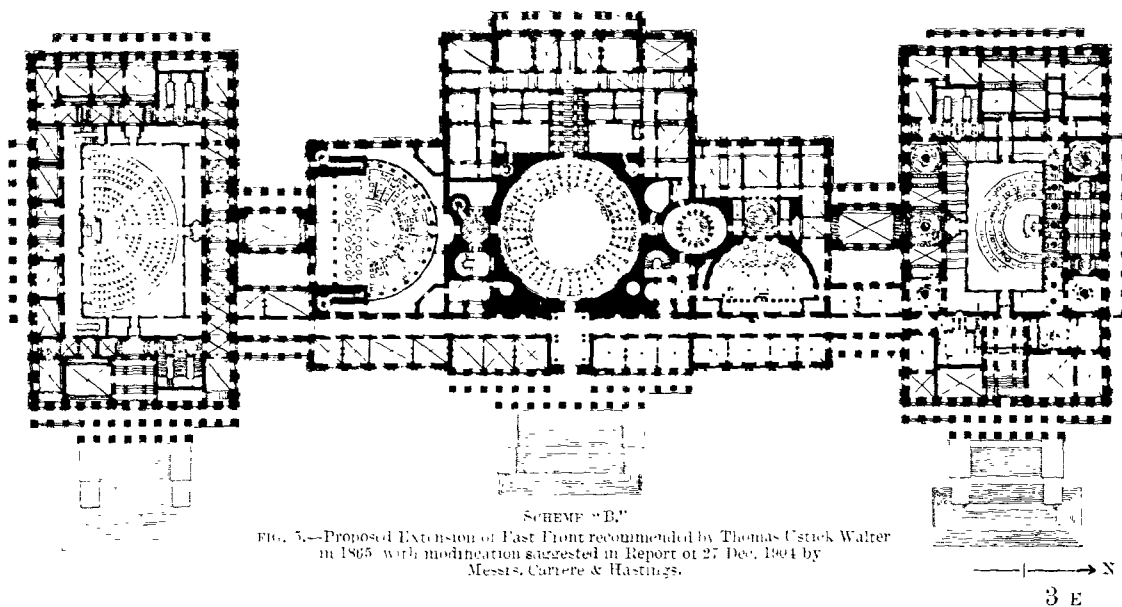 SCHEME "B."
FIG. 5.—Proposed Extension of East Front recommended by Thomas Ustick Walter
in 1865, with modification suggested in Report of 27 Dec. 1904 by
Messrs. Carrere & Hastings.
N
3 E